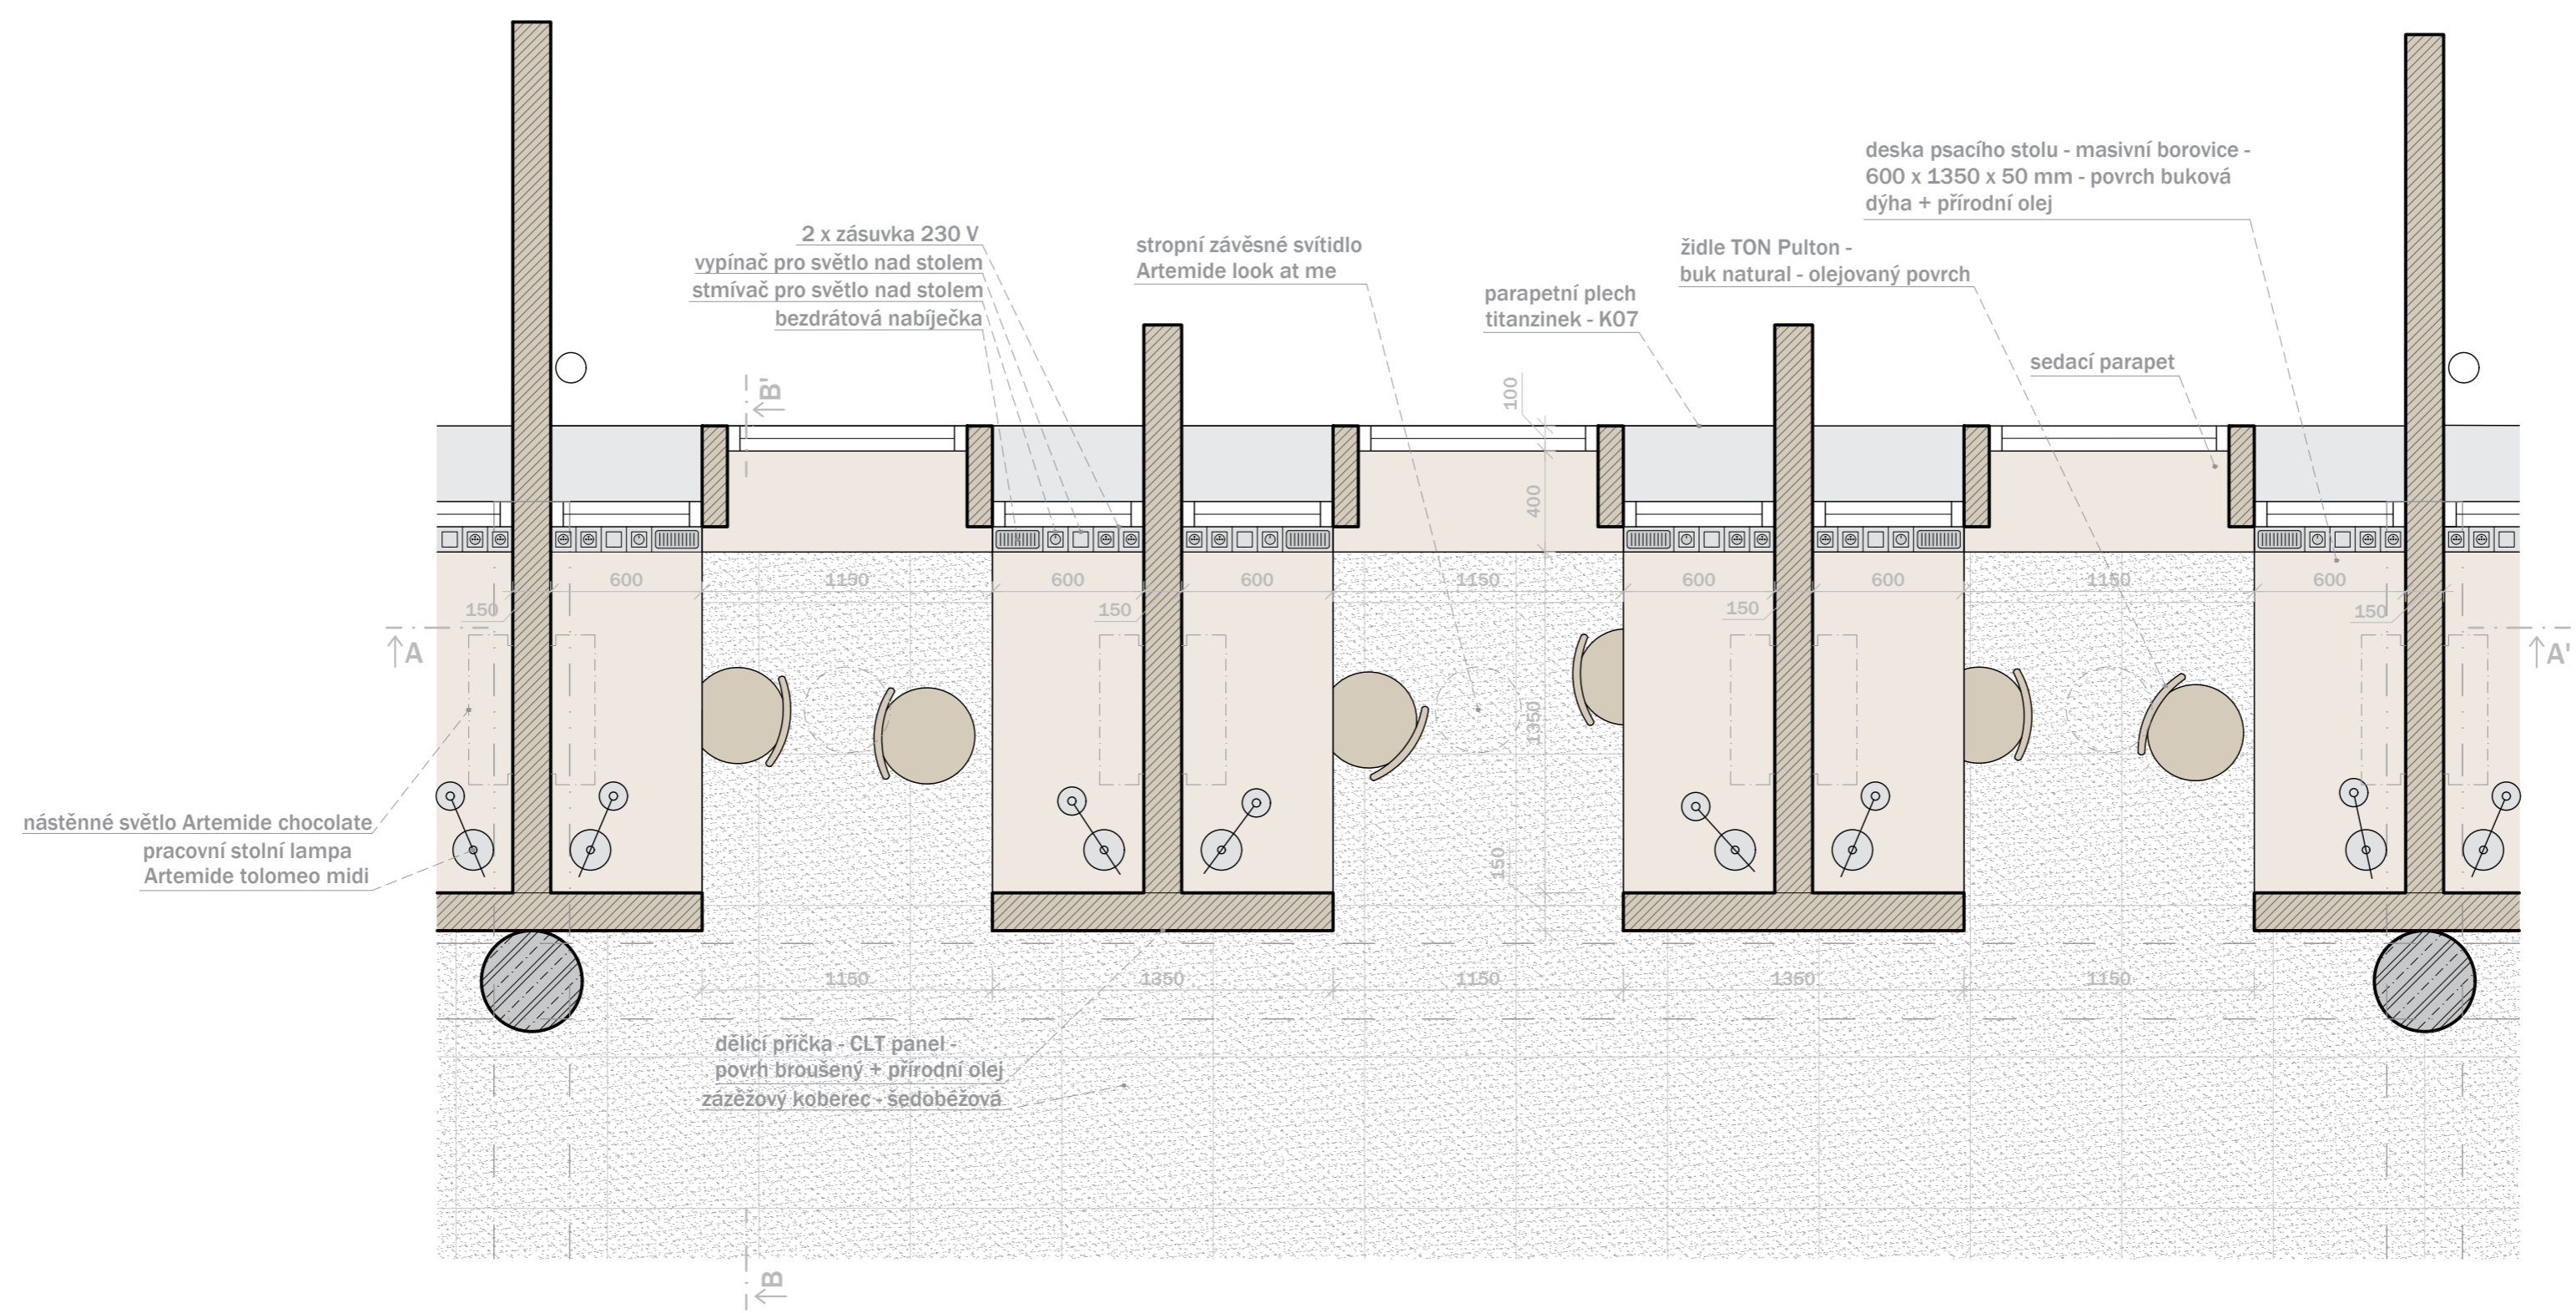 deska psacího stolu - masivní borovice -
600 x 1350 x 50 mm - povrch buková
dýha + přírodní olej
2 x zásuvka 230 V
vypínač pro světlo nad stolem
stmívač pro světlo nad stolem
bezdrátová nabíječka
stropní závěsné svítidlo
Artemide look at me
židle TON Pulton -
buk natural - olejovaný povrch
parapetní plech
titanzinek - K07
sedací parapet
B'
100
400
600
1150
600
600
1150
600
600
1150
600
150
150
150
150
A
A'
1350
nástěnné světlo Artemide chocolate
pracovní stolní lampa
Artemide tolomeo midi
150
1150
1350
1150
1350
1150
dělící příčka - CLT panel -
povrh broušený + přírodní olej
zázěžový koberec - šedobéžová
B